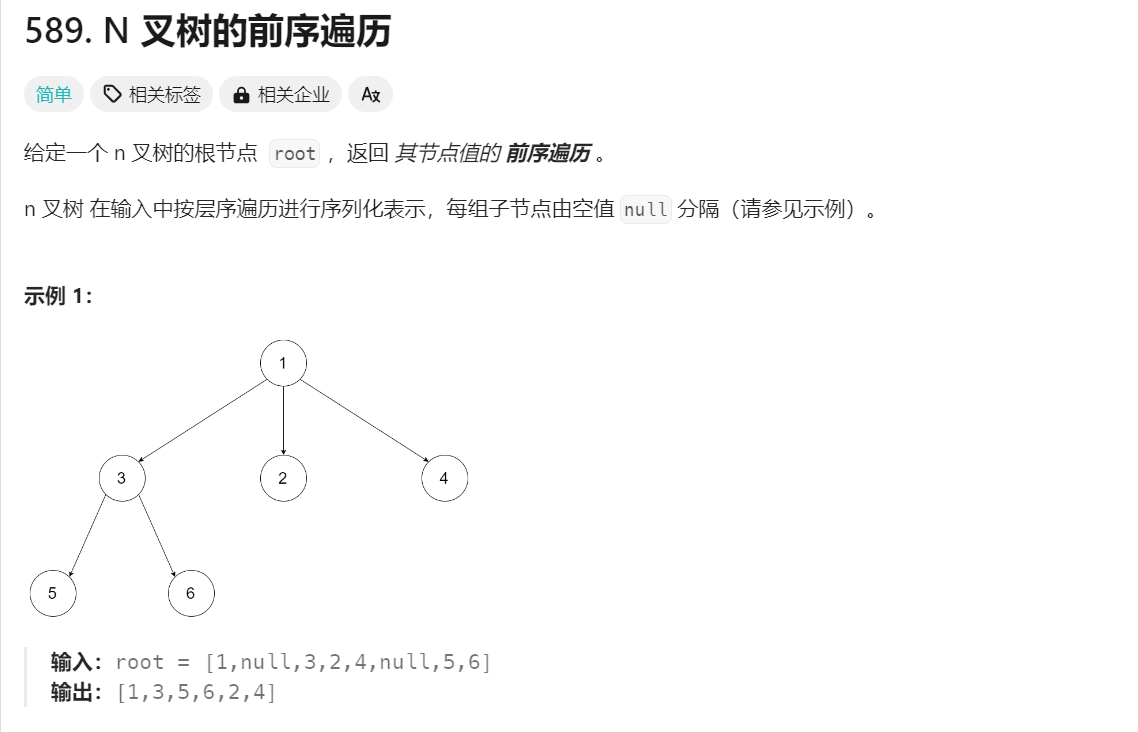 589. N 叉树的前序遍历
简单 相关标签 相关企业 A文
给定一个 n 叉树的根节点 root ，返回 其节点值的 前序遍历 。
n 叉树 在输入中按层序遍历进行序列化表示，每组子节点由空值 null 分隔（请参见示例）。
示例 1：
1
3 2 4
5 6
输入：root = [1,null,3,2,4,null,5,6]
输出：[1,3,5,6,2,4]